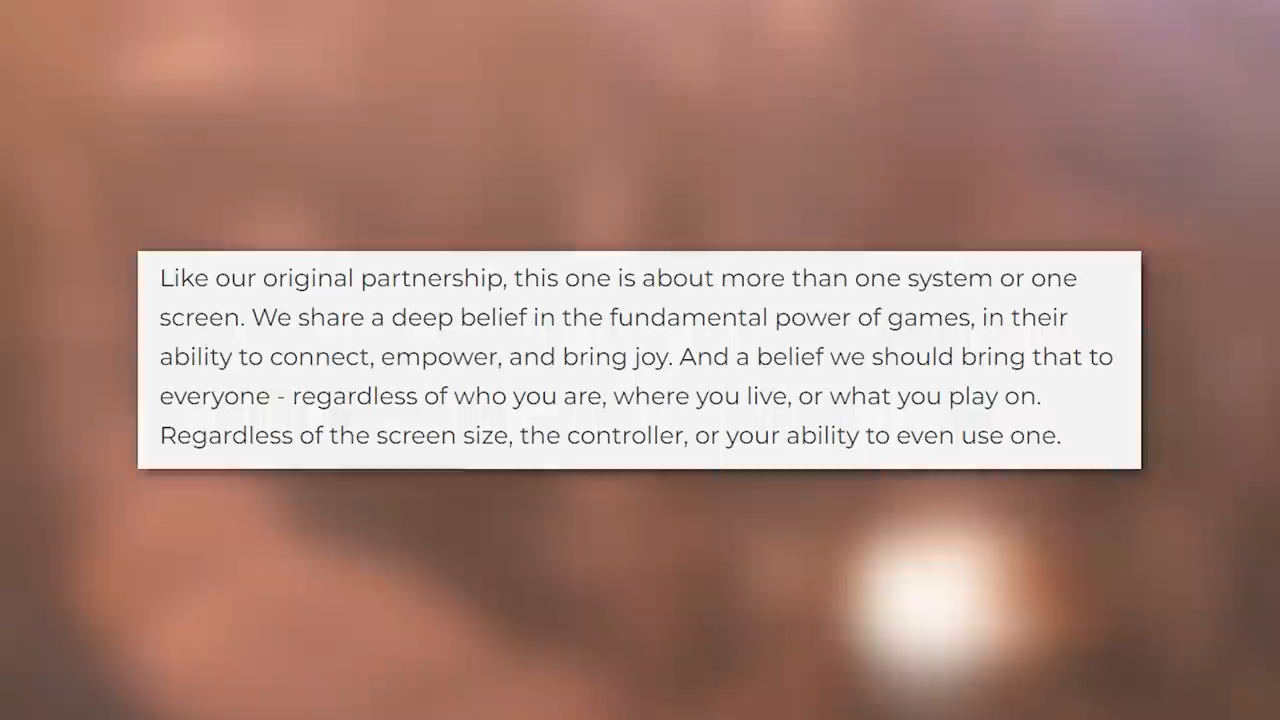 Like our original partnership, this one is about more than one system or one
screen. We share a deep belief in the fundamental power of games, in their
ability to connect, empower, and bring joy. And a belief we should bring that to
everyone - regardless of who you are, where you live, or what you play on.
Regardless of the screen size, the controller, or your ability to even use one.